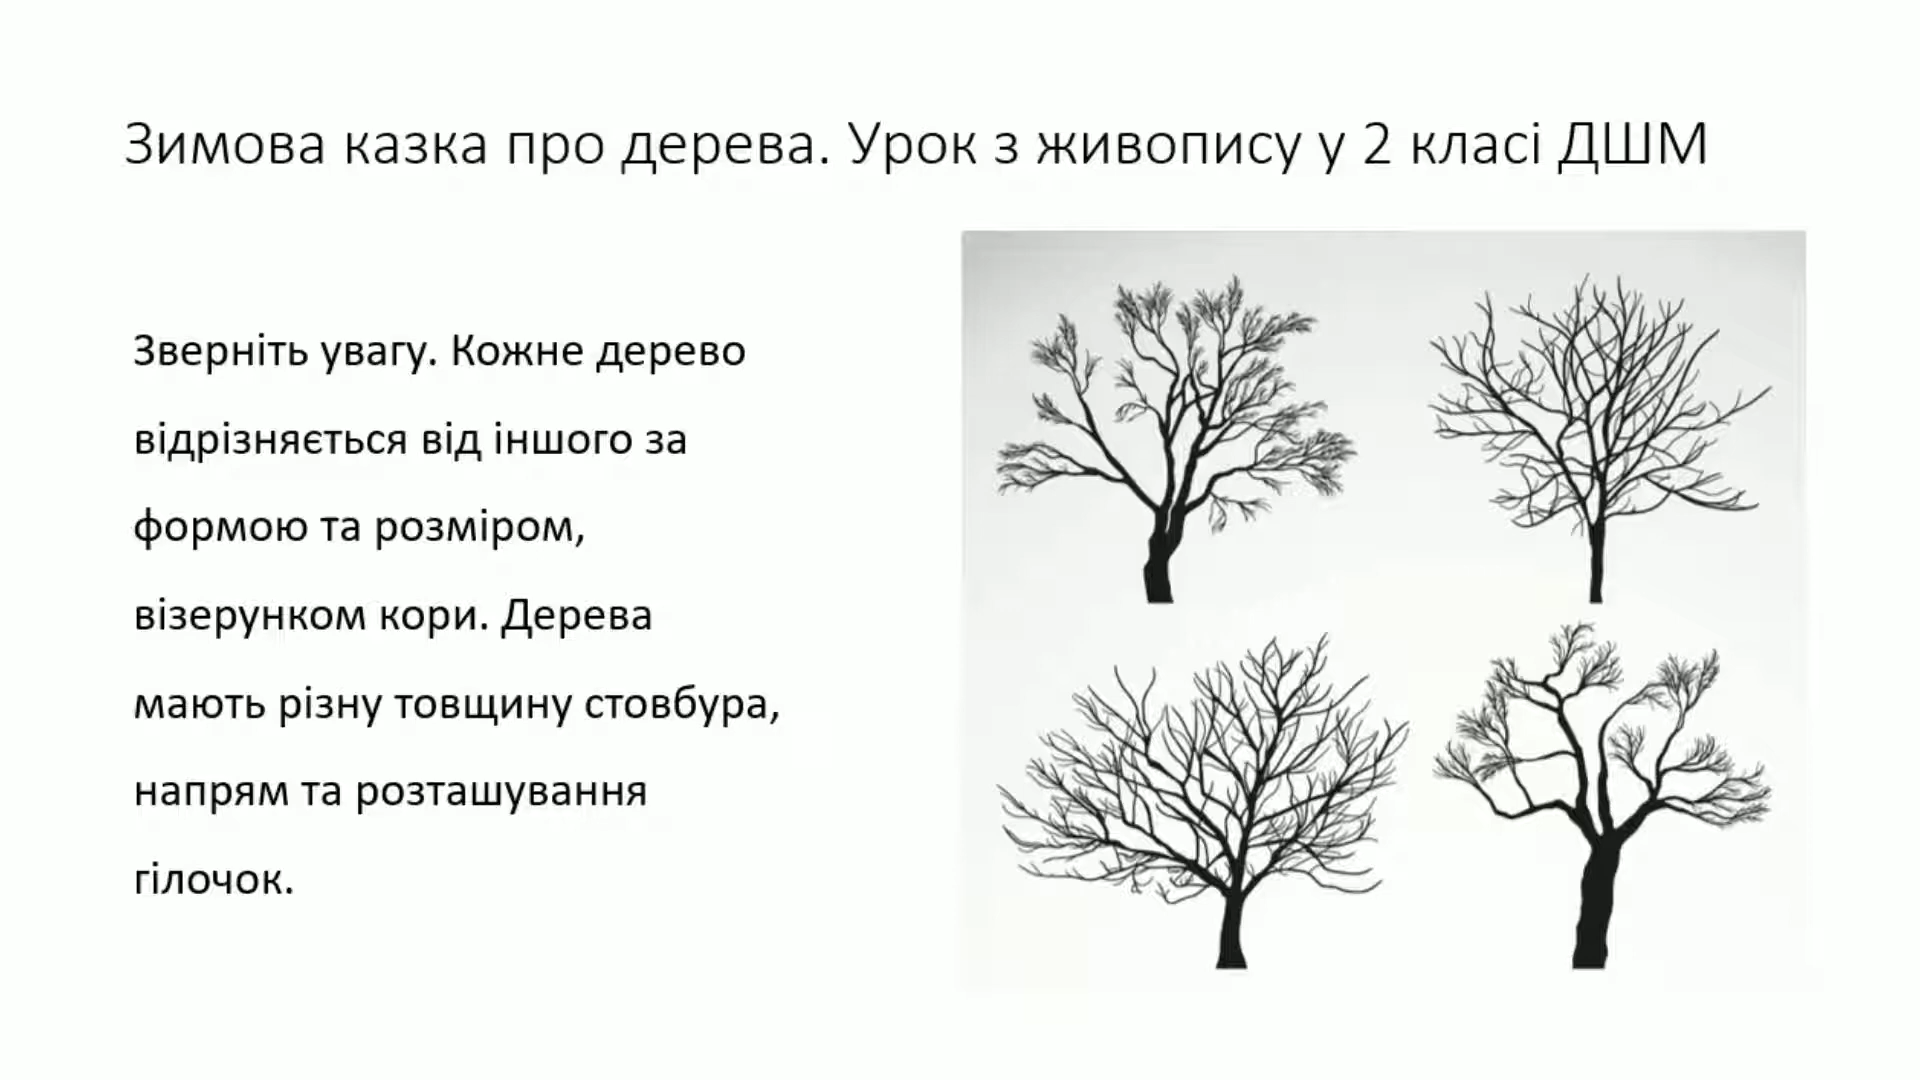 Зимова казка про дерева. Урок з живопису у 2 класі ДШМ
Зверніть увагу. Кожне дерево
відрізняється від іншого за
формою та розміром,
візерунком кори. Дерева
мають різну товщину стовбура,
напрям та розташування
гілочок.